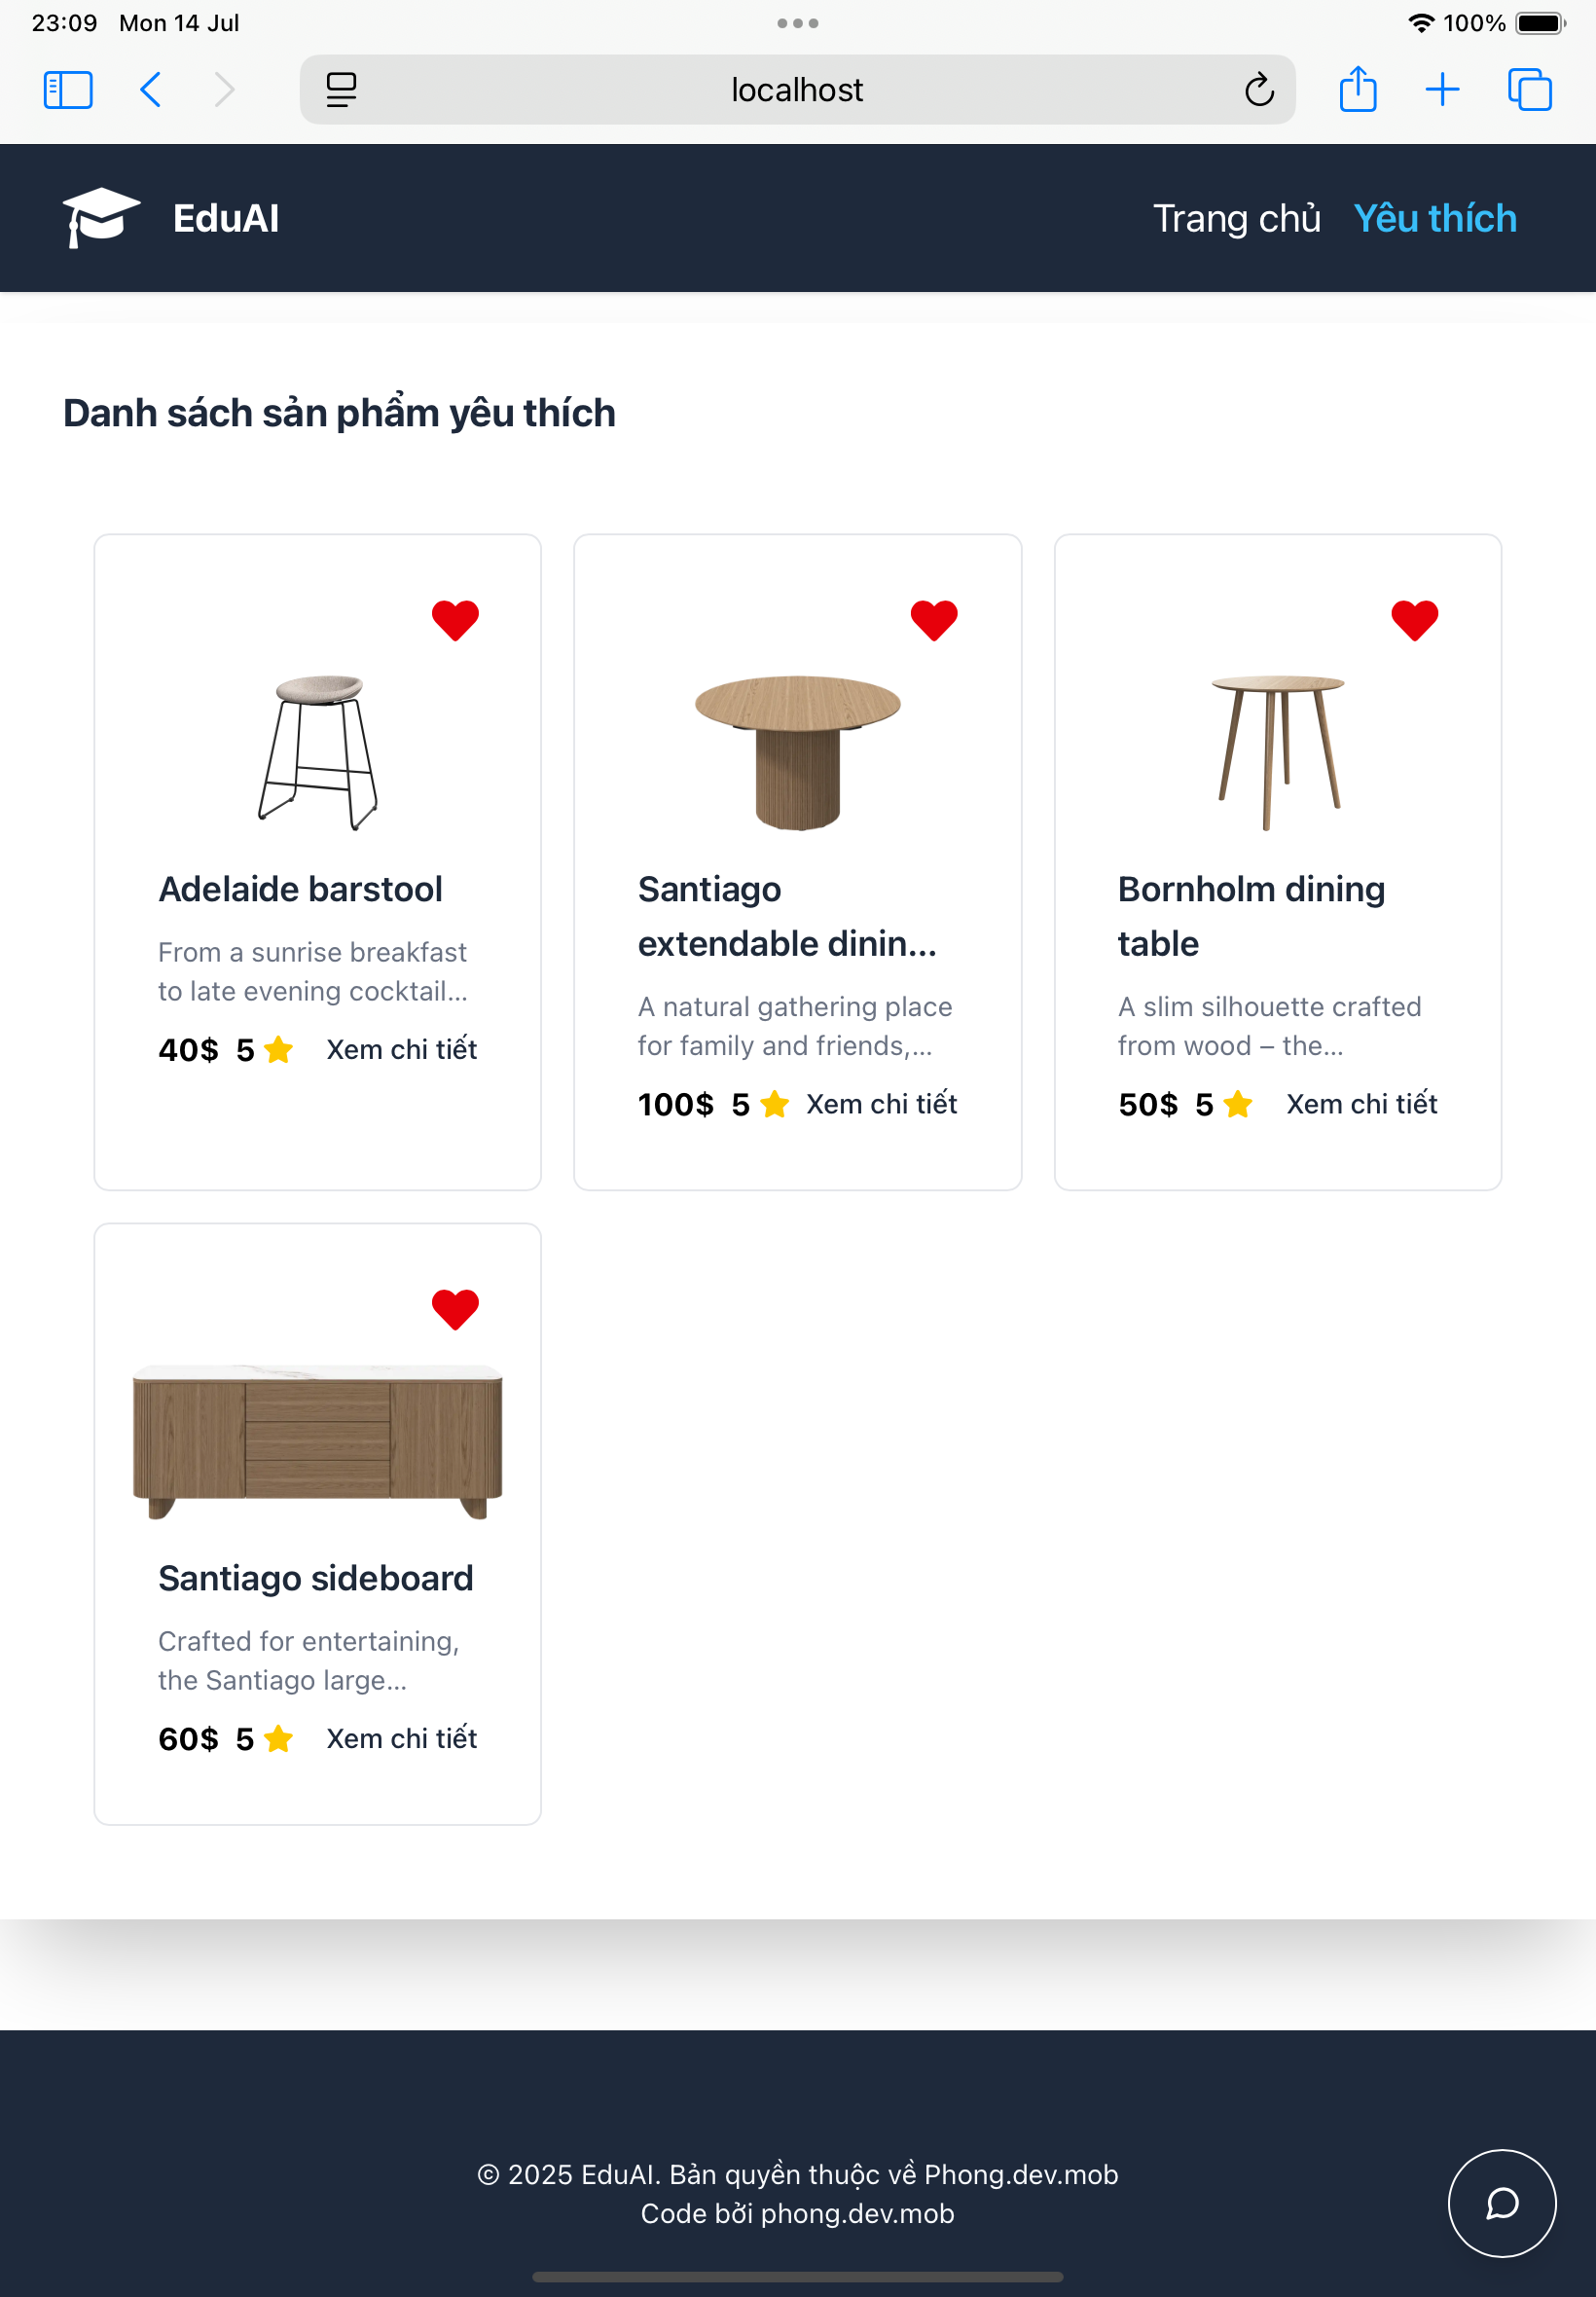 23:09 Mon 14 Jul
100%
localhost
EduAI
Trang chủ Yêu thích
Danh sách sản phẩm yêu thích
Adelaide barstool
From a sunrise breakfast
to late evening cocktail...
40$ 5 Xem chi tiết
Santiago
extendable dinin...
A natural gathering place
for family and friends,...
100$ 5 Xem chi tiết
Bornholm dining
table
A slim silhouette crafted
from wood – the...
50$ 5 Xem chi tiết
Santiago sideboard
Crafted for entertaining,
the Santiago large...
60$ 5 Xem chi tiết
© 2025 EduAI. Bản quyền thuộc về Phong.dev.mob
Code bởi phong.dev.mob